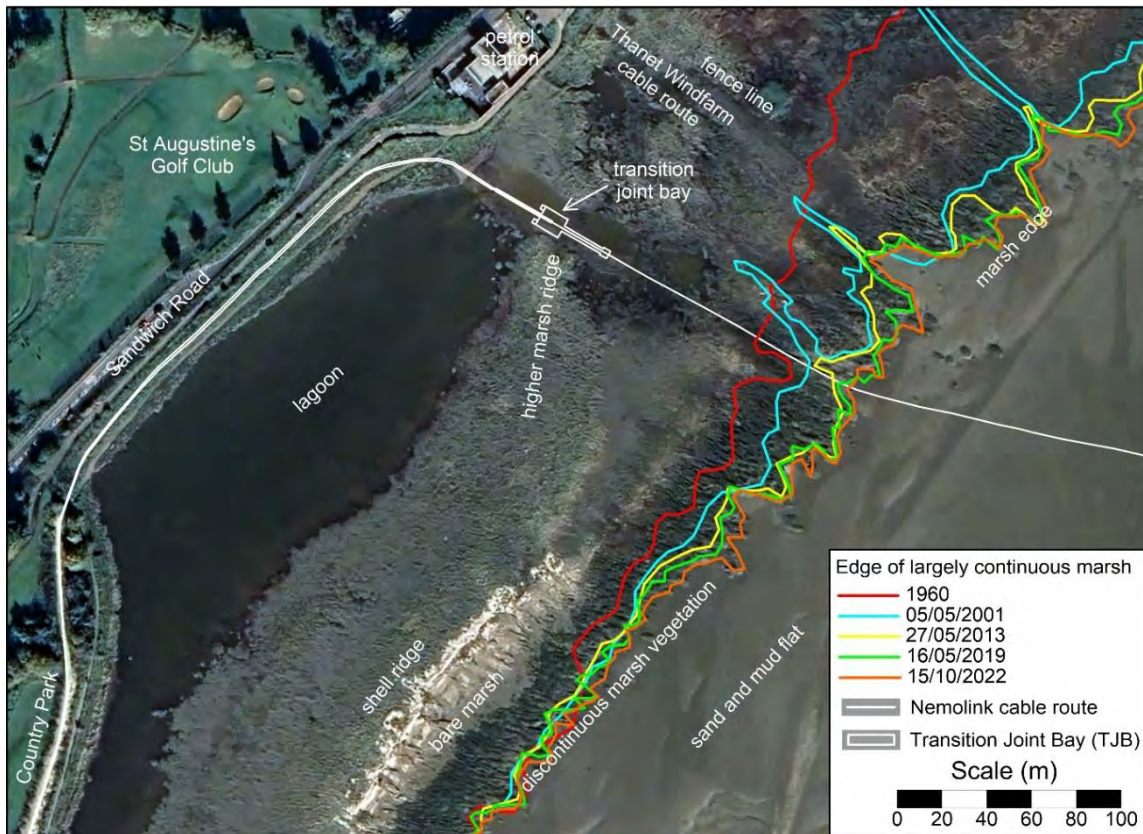 petrol
station
Thanet Windfarm
cable route
fence line
St Augustine's
Golf Club
transition
joint bay
marsh edge
Sandwich Road
higher marsh ridge
lagoon
shell ridge
bare marsh
discontinuous marsh vegetation
sand and mud flat
Country Park
Edge of largely continuous marsh
1960
05/05/2001
27/05/2013
16/05/2019
15/10/2022
Nemolink cable route
Transition Joint Bay (TJB)
Scale (m)
0 20 40 60 80 100